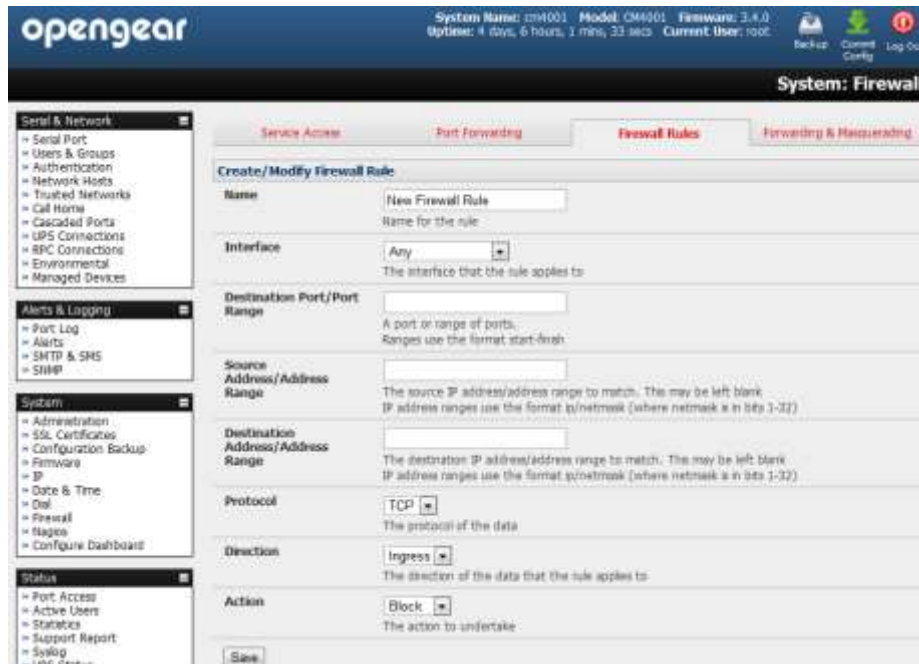 opengear
System Name: cm4001 Model: CM4001 Firmware: 3.4.0
Uptime: 4 days, 6 hours, 1 mins, 33 secs Current User: root
Backup
Commit Config
Log Ou
System: Firewall
Serial & Network
Serial Port
Users & Groups
Authentication
Network Hosts
Trusted Networks
Call Home
Cascaded Ports
UPS Connections
RPC Connections
Environmental
Managed Devices
Alerts & Logging
Port Log
Alerts
SMTP & SMS
SNMP
System
Administration
SSL Certificates
Configuration Backup
Firmware
IP
Date & Time
Dial
Firewall
Nagios
Configure Dashboard
Status
Port Access
Active Users
Statistics
Support Report
Syslog
UPS Status
Service Access
Port Forwarding
Firewall Rules
Forwarding & Masquerading
Create/Modify Firewall Rule
Name
New Firewall Rule
Name for the rule
Interface
Any
The interface that the rule applies to
Destination Port/Port
Range
A port or range of ports.
Ranges use the format start-finish
Source
Address/Address
Range
The source IP address/address range to match. This may be left blank
IP address ranges use the format ip/netmask (where netmask is in bits 1-32)
Destination
Address/Address
Range
The destination IP address/address range to match. This may be left blank
IP address ranges use the format ip/netmask (where netmask is in bits 1-32)
Protocol
TCP
The protocol of the data
Direction
Ingress
The direction of the data that the rule applies to
Action
Block
The action to undertake
Save